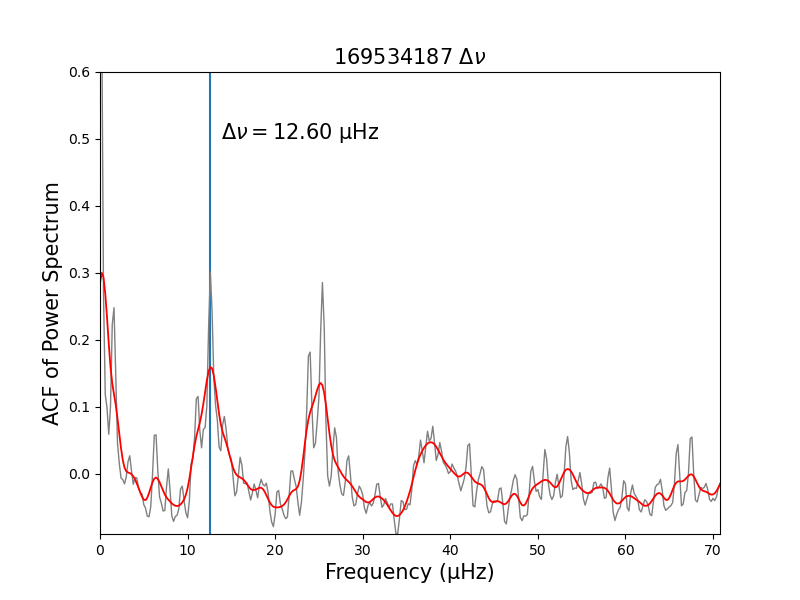 169534187 Δν
Δν = 12.60 μHz
ACF of Power Spectrum
0.6
0.5
0.4
0.3
0.2
0.1
0.0
0 10 20 30 40 50 60 70
Frequency (μHz)